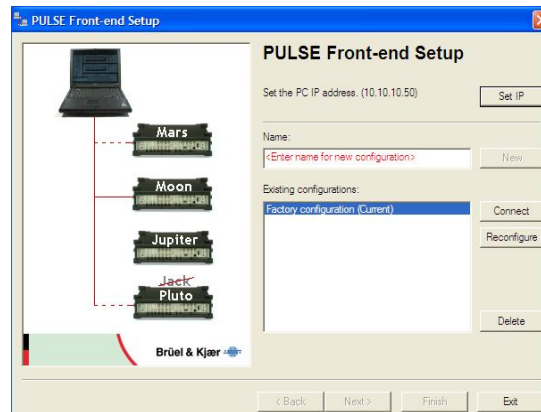 PULSE Front-end Setup
PULSE Front-end Setup
Set the PC IP address. (10.10.10.50)
Set IP
Mars
Name:
<Enter name for new configuration>
New
Moon
Existing configurations:
Factory configuration (Current)
Connect
Reconfigure
Jupiter
Jack
Pluto
Delete
Brüel & Kjær
< Back
Next >
Finish
Exit